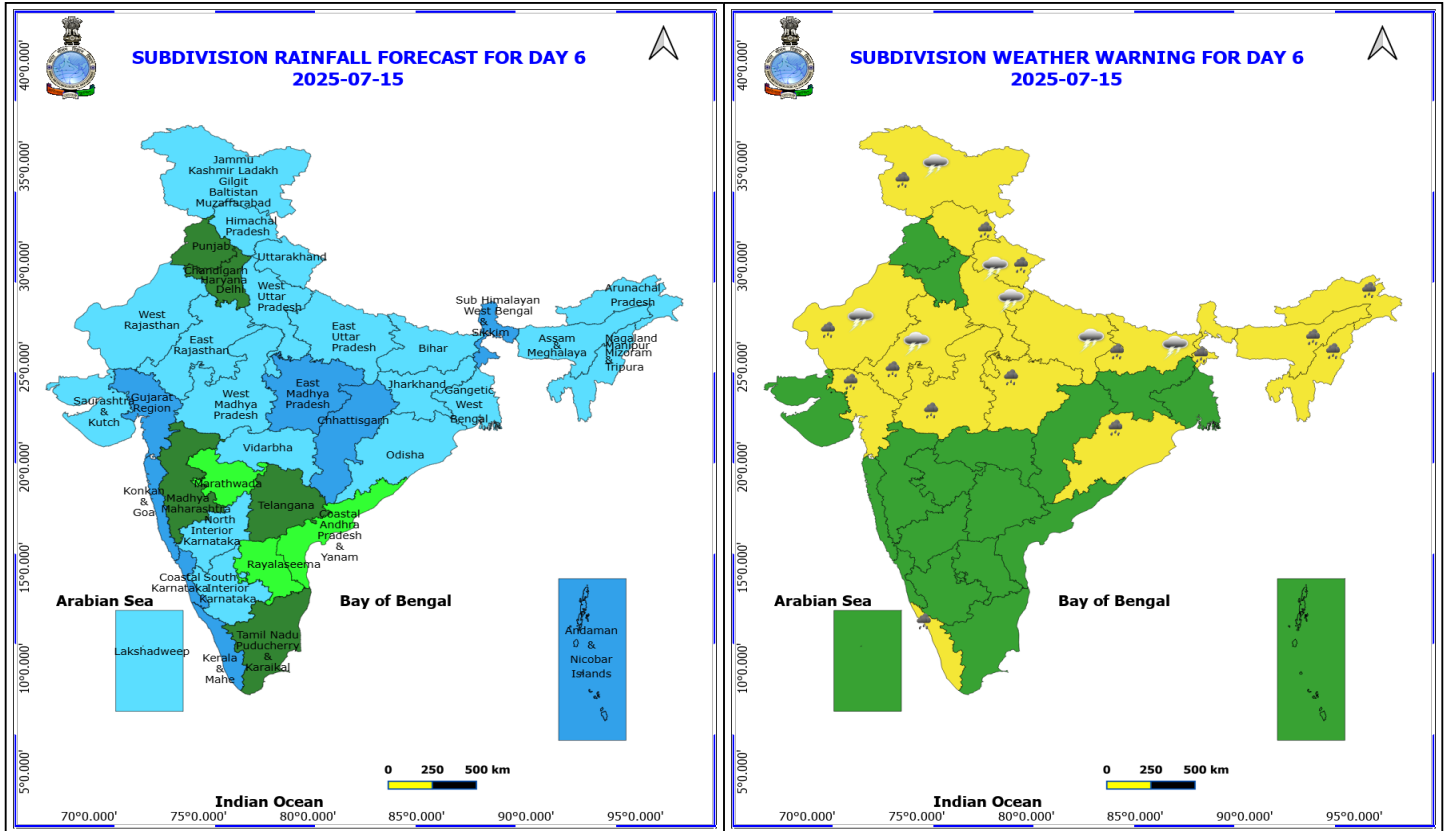 SUBDIVISION RAINFALL FORECAST FOR DAY 6
2025-07-15
40°0.000'
35°0.000'
30°0.000'
25°0.000'
20°0.000'
15°0.000'
10°0.000'
5°0.000'
Jammu
Kashmir Ladakh
Gilgit
Baltistan
Muzaffarabad
Himachal
Pradesh
Punjab
Uttarakhand
Chandigarh
Haryana
Delhi
West
Uttar
Pradesh
West
Rajasthan
East
Rajasthan
East
Uttar
Pradesh
Sub Himalayan
West Bengal
&
Sikkim
Arunachal
Pradesh
Assam
&
Meghalaya
Nagaland
Manipur
Mizoram
&
Tripura
Bihar
Jharkhand
Gangetic
West
Bengal
Saurashtra
&
Kutch
Gujarat
Region
West
Madhya
Pradesh
East
Madhya
Pradesh
Chhattisgarh
Vidarbha
Odisha
Konkan
&
Goa
Madhya
Maharashtra
Marathwada
Telangana
North
Interior
Karnataka
Coastal
Andhra
Pradesh
&
Yanam
Rayalaseema
Coastal
Karnataka
South
Interior
Karnataka
Arabian Sea
Bay of Bengal
Lakshadweep
Kerala
&
Mahe
Tamil Nadu
Puducherry
&
Karaikal
Andaman
&
Nicobar
Islands
0 250 500 km
Indian Ocean
70°0.000' 75°0.000' 80°0.000' 85°0.000' 90°0.000' 95°0.000'
SUBDIVISION WEATHER WARNING FOR DAY 6
2025-07-15
40°0.000'
35°0.000'
30°0.000'
25°0.000'
20°0.000'
15°0.000'
10°0.000'
5°0.000'
Arabian Sea
Bay of Bengal
0 250 500 km
Indian Ocean
70°0.000' 75°0.000' 80°0.000' 85°0.000' 90°0.000' 95°0.000'